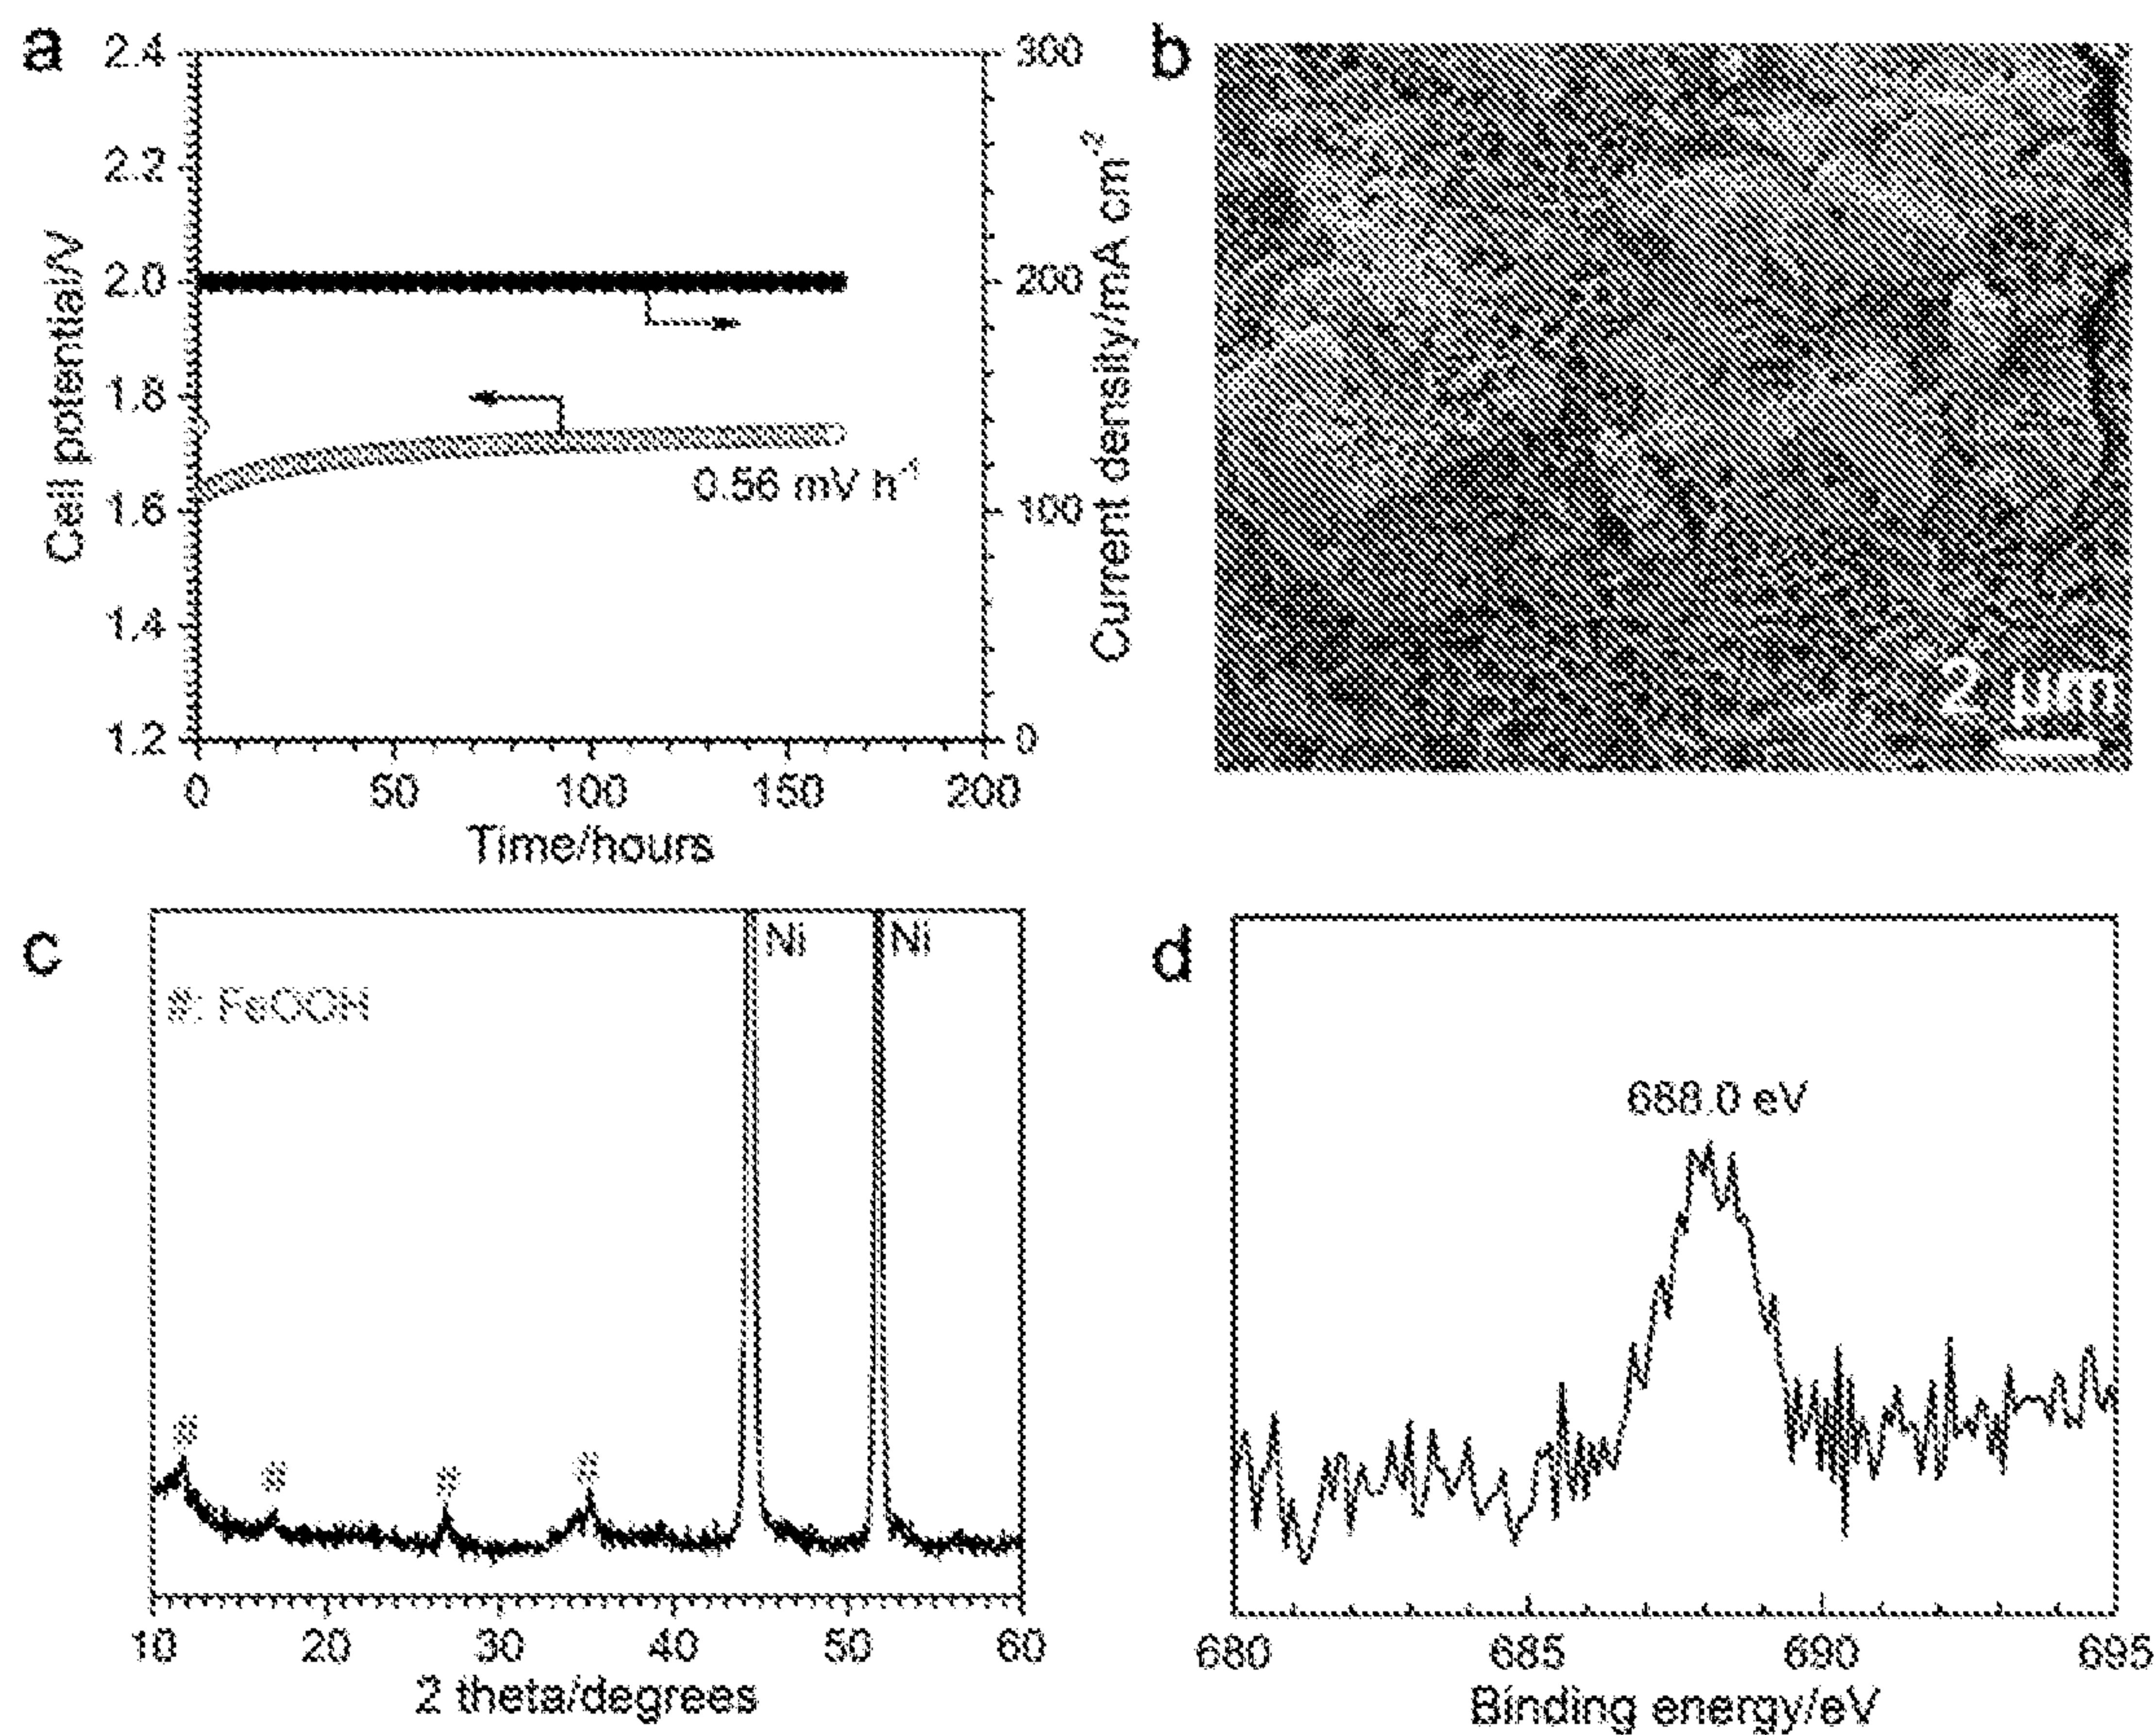 a
2.4
2.2
2.0
1.8
1.6
1.4
1.2
Cell potential/V
300
200
100
0
Current density/mA cm⁻²
0.56 mV h⁻¹
0 50 100 150 200
Time/hours
b
2 μm
c
#: FeOOH
Ni Ni
# # # #
10 20 30 40 50 60
2 theta/degrees
d
688.0 eV
680 685 690 695
Binding energy/eV